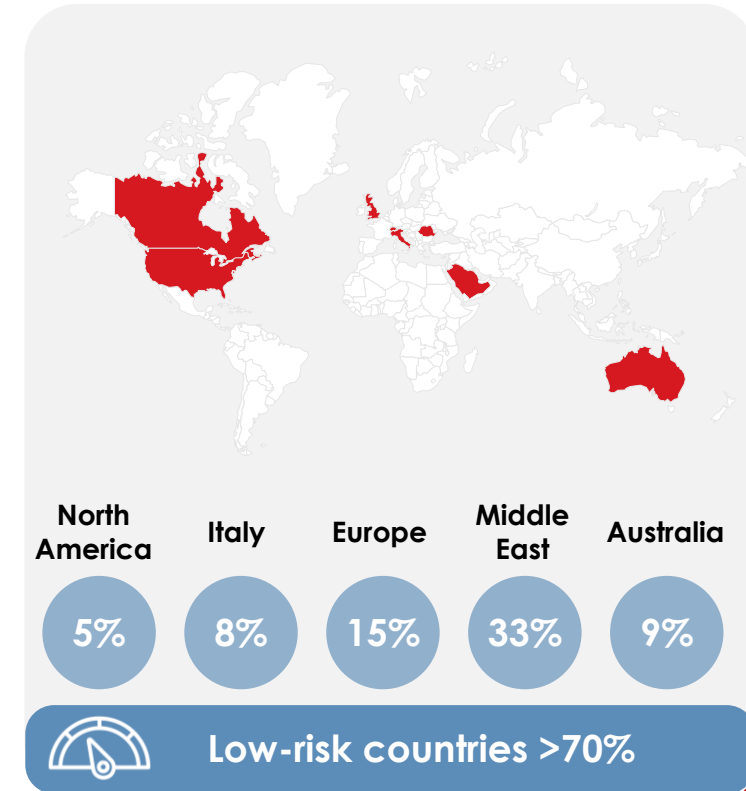 North
America
Italy
Europe
Middle
East
Australia
5%
8%
15%
33%
9%
Low-risk countries >70%